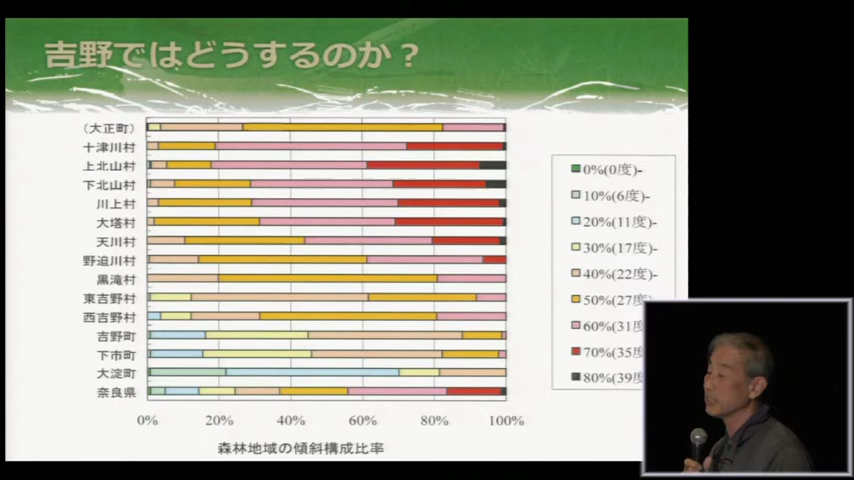 吉野ではどうするのか？
（大正町）
十津川村
上北山村
下北山村
川上村
大塔村
天川村
野迫川村
黒滝村
東吉野村
西吉野村
吉野町
下市町
大淀町
奈良県
0%
20%
40%
60%
80%
100%
森林地域の傾斜構成比率
0%(0度)-
10%(6度)-
20%(11度)-
30%(17度)-
40%(22度)-
50%(27度)-
60%(31度
70%(35度
80%(39度